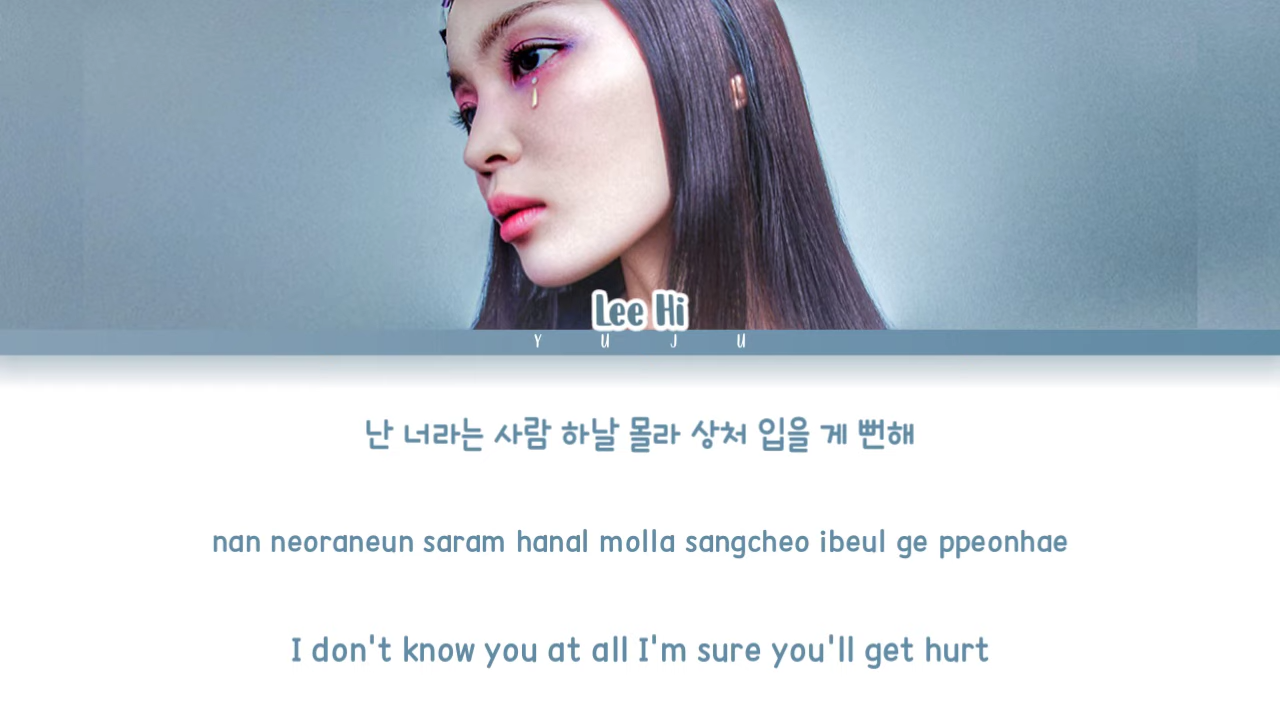 Lee Hi
YUJU
난 너라는 사람 하날 몰라 상처 입을 게 뻔해
nan neoraneun saram hanal molla sangcheo ibeul ge ppeonhae
I don't know you at all I'm sure you'll get hurt